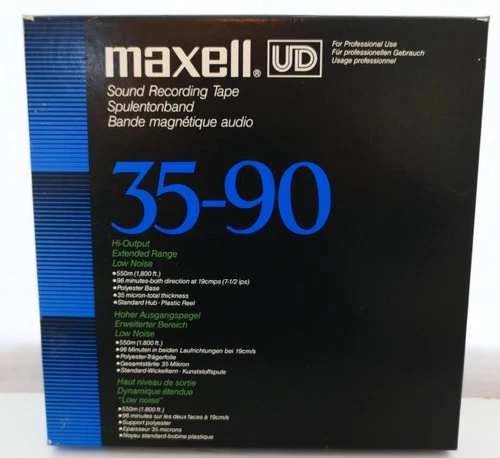 maxell® UD
For Professional Use
Für professionellen Gebrauch
Usage professionnel
Sound Recording Tape
Spulentonband
Bande magnétique audio
35-90
Hi-Output
Extended Range
Low Noise
•550m (1,800 ft.)
•96 minutes-both direction at 19cmps (7-1/2 ips)
•Polyester Base
•35 micron-total thickness
•Standard Hub · Plastic Reel
Hoher Ausgangspegel
Erweiterter Bereich
Low Noise
•550m (1,800 ft.)
•96 Minuten in beiden Laufrichtungen bei 19cm/s
•Polyester-Trägerfolie
•Gesamtstärke 35 Mikron
•Standard-Wickelkern · Kunststoffspule
Haut niveau de sortie
Dynamique étendue
"Low noise"
•550m (1,800 ft.)
•96 minutes sur les deux faces à 19cm/s
•Support polyester
•Epaisseur 35 microns
•Noyau standard-bobine plastique